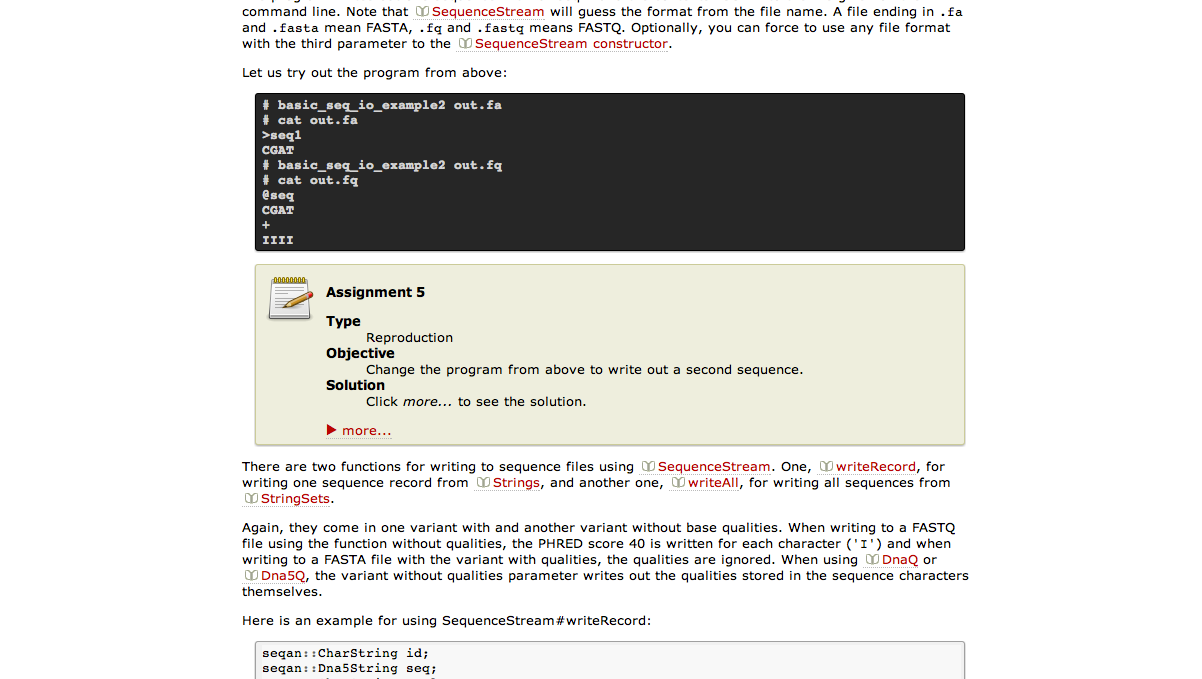 command line. Note that SequenceStream will guess the format from the file name. A file ending in .fa
and .fasta mean FASTA, .fq and .fastq means FASTQ. Optionally, you can force to use any file format
with the third parameter to the SequenceStream constructor.
Let us try out the program from above:
# basic_seq_io_example2 out.fa
# cat out.fa
>seq1
CGAT
# basic_seq_io_example2 out.fq
# cat out.fq
@seq
CGAT
+
IIII
Assignment 5
Type
Reproduction
Objective
Change the program from above to write out a second sequence.
Solution
Click more... to see the solution.
more...
There are two functions for writing to sequence files using SequenceStream. One, writeRecord, for
writing one sequence record from Strings, and another one, writeAll, for writing all sequences from
StringSets.
Again, they come in one variant with and another variant without base qualities. When writing to a FASTQ
file using the function without qualities, the PHRED score 40 is written for each character ('I') and when
writing to a FASTA file with the variant with qualities, the qualities are ignored. When using DnaQ or
Dna5Q, the variant without qualities parameter writes out the qualities stored in the sequence characters
themselves.
Here is an example for using SequenceStream#writeRecord:
seqan::CharString id;
seqan::Dna5String seq;